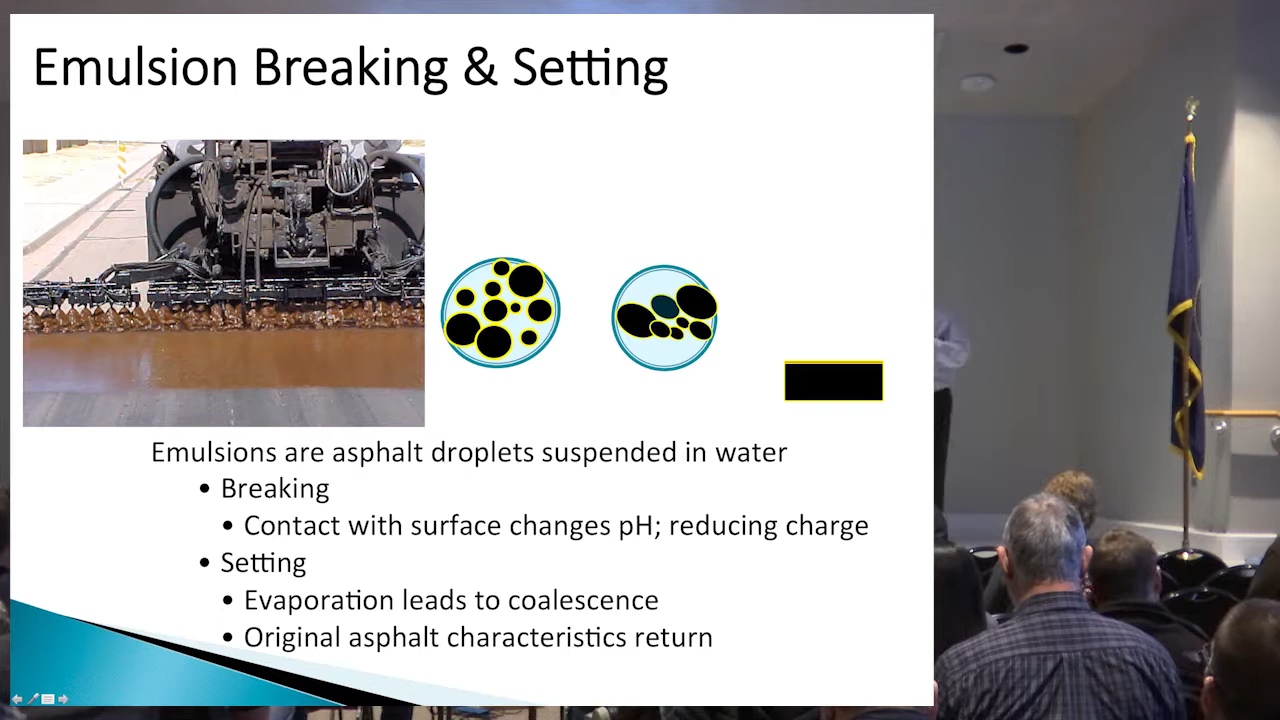 Emulsion Breaking & Setting
Emulsions are asphalt droplets suspended in water
• Breaking
• Contact with surface changes pH; reducing charge
• Setting
• Evaporation leads to coalescence
• Original asphalt characteristics return